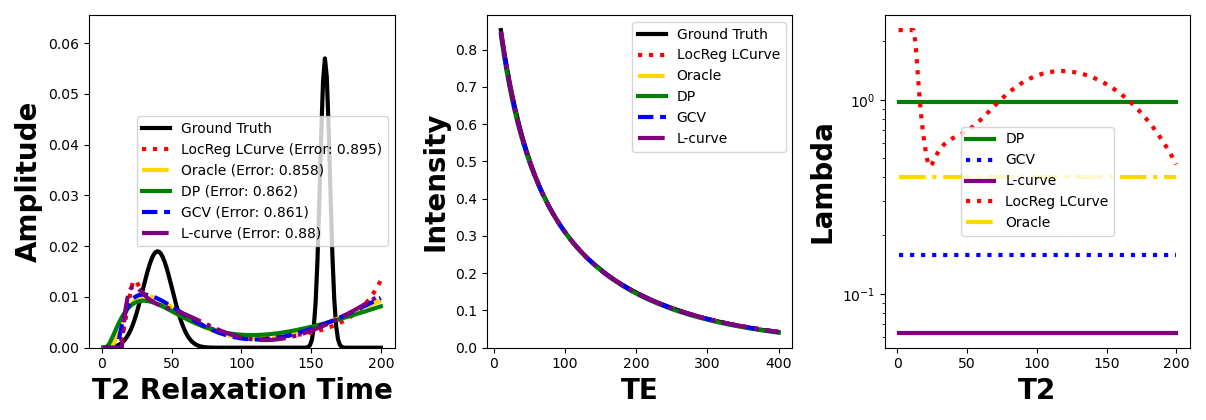 Amplitude
0.06
0.05
0.04
0.03
0.02
0.01
0.00
Ground Truth
LocReg LCurve (Error: 0.895)
Oracle (Error: 0.858)
DP (Error: 0.862)
GCV (Error: 0.861)
L-curve (Error: 0.88)
0 50 100 150 200
T2 Relaxation Time
Intensity
0.8
0.7
0.6
0.5
0.4
0.3
0.2
0.1
0.0
Ground Truth
LocReg LCurve
Oracle
DP
GCV
L-curve
0 100 200 300 400
TE
Lambda
10⁰
10⁻¹
DP
GCV
L-curve
LocReg LCurve
Oracle
0 50 100 150 200
T2